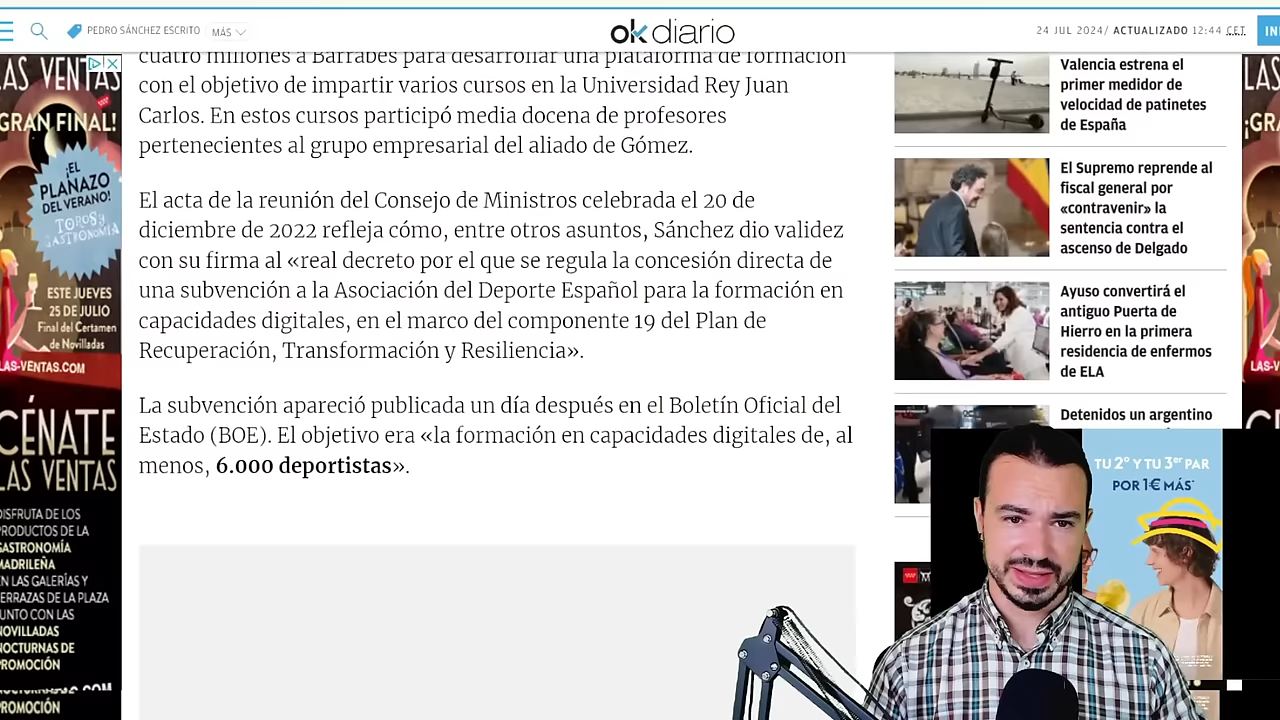 PEDRO SÁNCHEZ ESCRITO
MÁS
okdiario
24 JUL 2024/ ACTUALIZADO 12:44 CET
IN
cuatro millones a Barrabés para desarrollar en la plataforma de formación
con el objetivo de impartir varios cursos en la Universidad Rey Juan
Carlos. En estos cursos participó media docena de profesores
pertenecientes al grupo empresarial del aliado de Gómez.
El acta de la reunión del Consejo de Ministros celebrada el 20 de
diciembre de 2022 refleja cómo, entre otros asuntos, Sánchez dio validez
con su firma al «real decreto por el que se regula la concesión directa de
una subvención a la Asociación del Deporte Español para la formación en
capacidades digitales, en el marco del componente 19 del Plan de
Recuperación, Transformación y Resiliencia».
La subvención apareció publicada un día después en el Boletín Oficial del
Estado (BOE). El objetivo era «la formación en capacidades digitales de, al
menos, 6.000 deportistas».
Valencia estrena el
primer medidor de
velocidad de patinetes
de España
El Supremo reprende al
fiscal general por
«contravenir» la
sentencia contra el
ascenso de Delgado
Ayuso convertirá el
antiguo Puerta de
Hierro en la primera
residencia de enfermos
de ELA
Detenidos un argentino
TU 2º Y TU 3er PAR
POR 1€ MÁS*
LAS VENTAS
GRAN FINAL!
¡EL
PLANAZO
DEL VERANO!
TOROS y
GASTRONOMÍA
ESTE JUEVES
25 DE JULIO
Final del Certamen
de Novilladas
LAS-VENTAS.COM
CÉNATE
LAS VENTAS
DISFRUTA DE LOS
PRODUCTOS DE LA
GASTRONOMÍA
MADRILEÑA
EN LAS GALERÍAS Y
TERRAZAS DE LA PLAZA
JUNTO CON LAS
NOVILLADAS
NOCTURNAS DE
PROMOCIÓN
PROMOCIÓN
LA
¡GR